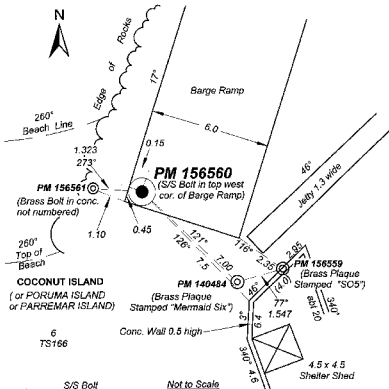 N
Edge of Rocks
17°
Barge Ramp
260°
Beach Line
6.0
0.15
1.323
273°
PM 156560
(S/S Bolt in top west
cor. of Barge Ramp)
46°
Jetty 1.3 wide
PM 156561
(Brass Bolt in conc.
not numbered)
1.10
0.45
121°
126°
7.00
7.5
116°
2.35
2.95
260°
Top of
Beach
PM 156559
(Brass Plaque
Stamped "SO5")
(4.0)
340°
abt 20
COCONUT ISLAND
( or PORUMA ISLAND
or PARREMAR ISLAND)
PM 140484
(Brass Plaque
Stamped "Mermaid Six")
46°
77°
1.547
6
TS166
Conc. Wall 0.5 high
3°
6.4
340°
4.6
4.5 x 4.5
Shelter Shed
S/S Bolt
Not to Scale